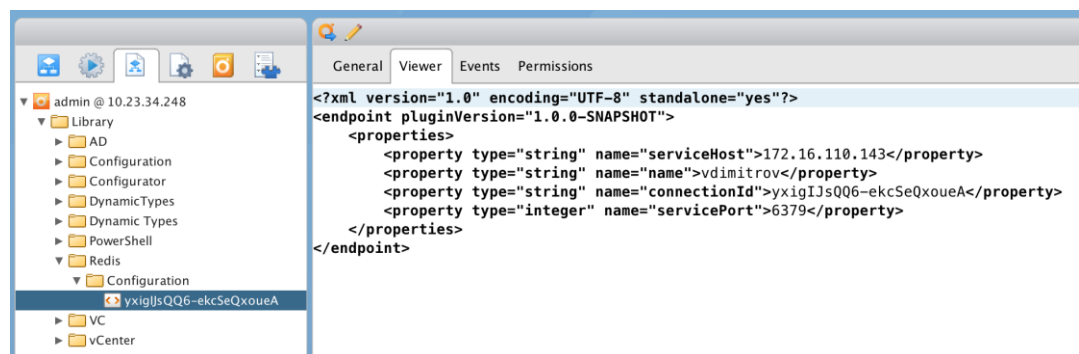 General Viewer Events Permissions
admin @ 10.23.34.248
Library
AD
Configuration
Configurator
DynamicTypes
Dynamic Types
PowerShell
Redis
Configuration
yxigIJsQQ6-ekcSeQxoueA
VC
vCenter
<?xml version="1.0" encoding="UTF-8" standalone="yes"?>
<endpoint pluginVersion="1.0.0-SNAPSHOT">
    <properties>
        <property type="string" name="serviceHost">172.16.110.143</property>
        <property type="string" name="name">vdimitrov</property>
        <property type="string" name="connectionId">yxigIJsQQ6-ekcSeQxoueA</property>
        <property type="integer" name="servicePort">6379</property>
    </properties>
</endpoint>